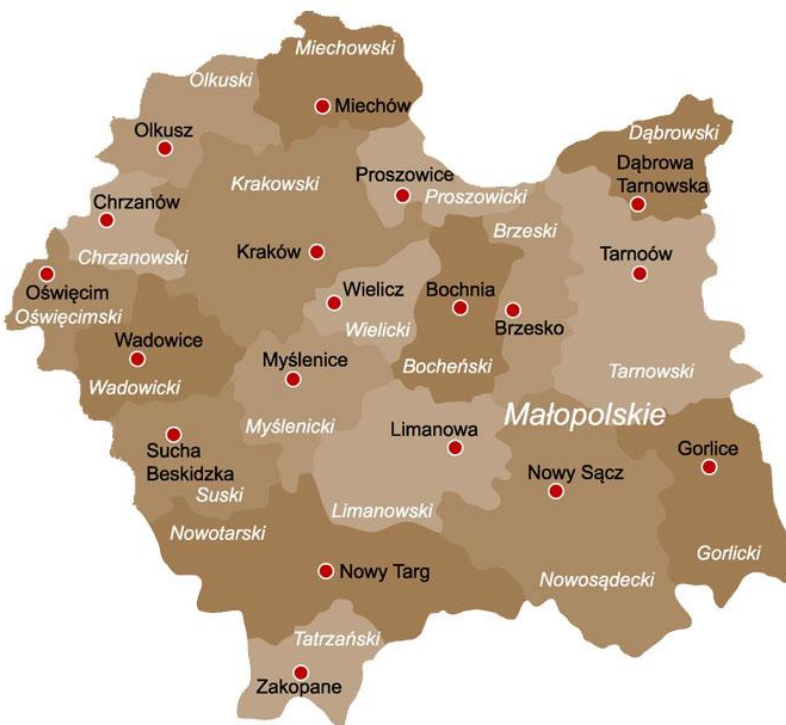 Miechowski
Olkuski
Miechów
Dąbrowski
Olkusz
Dąbrowa
Tarnowska
Proszowice
Krakowski
Proszowicki
Chrzanów
Brzeski
Kraków
Tarnoów
Chrzanowski
Oświęcim
Wielicz
Bochnia
Oświęcimski
Brzesko
Wielicki
Wadowice
Myślenice
Bocheński
Tarnowski
Wadowicki
Małopolskie
Myślenicki
Limanowa
Sucha
Beskidzka
Gorlice
Nowy Sącz
Suski
Limanowski
Nowotarski
Gorlicki
Nowy Targ
Nowosądecki
Tatrzański
Zakopane